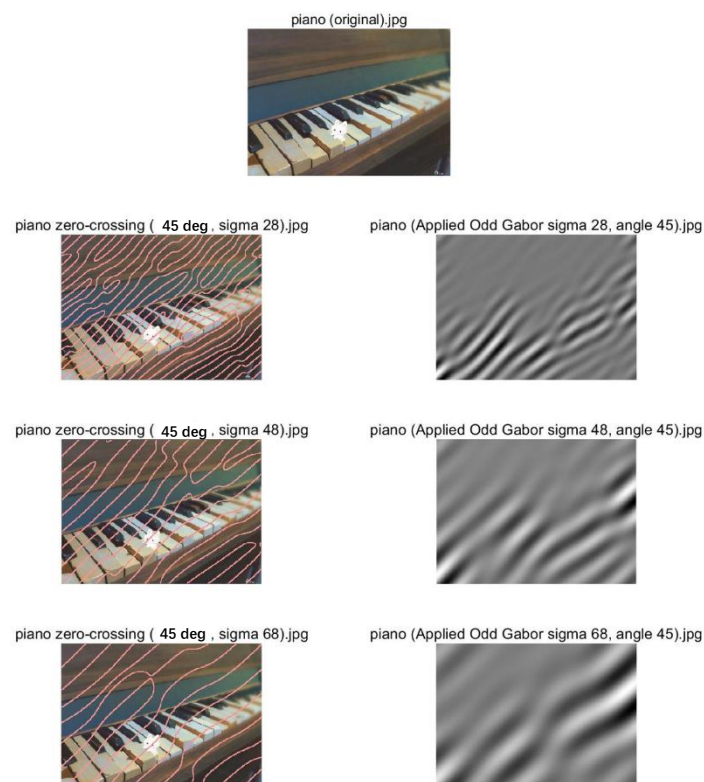 piano (original).jpg
piano zero-crossing ( 45 deg , sigma 28).jpg
piano (Applied Odd Gabor sigma 28, angle 45).jpg
piano zero-crossing ( 45 deg , sigma 48).jpg
piano (Applied Odd Gabor sigma 48, angle 45).jpg
piano zero-crossing ( 45 deg , sigma 68).jpg
piano (Applied Odd Gabor sigma 68, angle 45).jpg